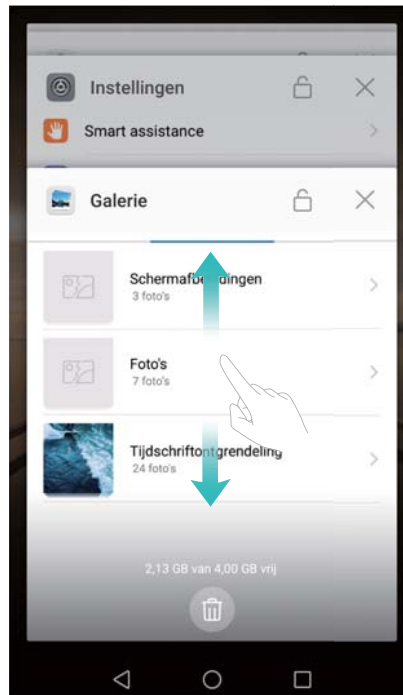 Instellingen
Smart assistance
Galerie
Schermafbeeldingen
3 foto's
Foto's
7 foto's
Tijdschriftontgrendeling
24 foto's
2,13 GB van 4,00 GB vrij